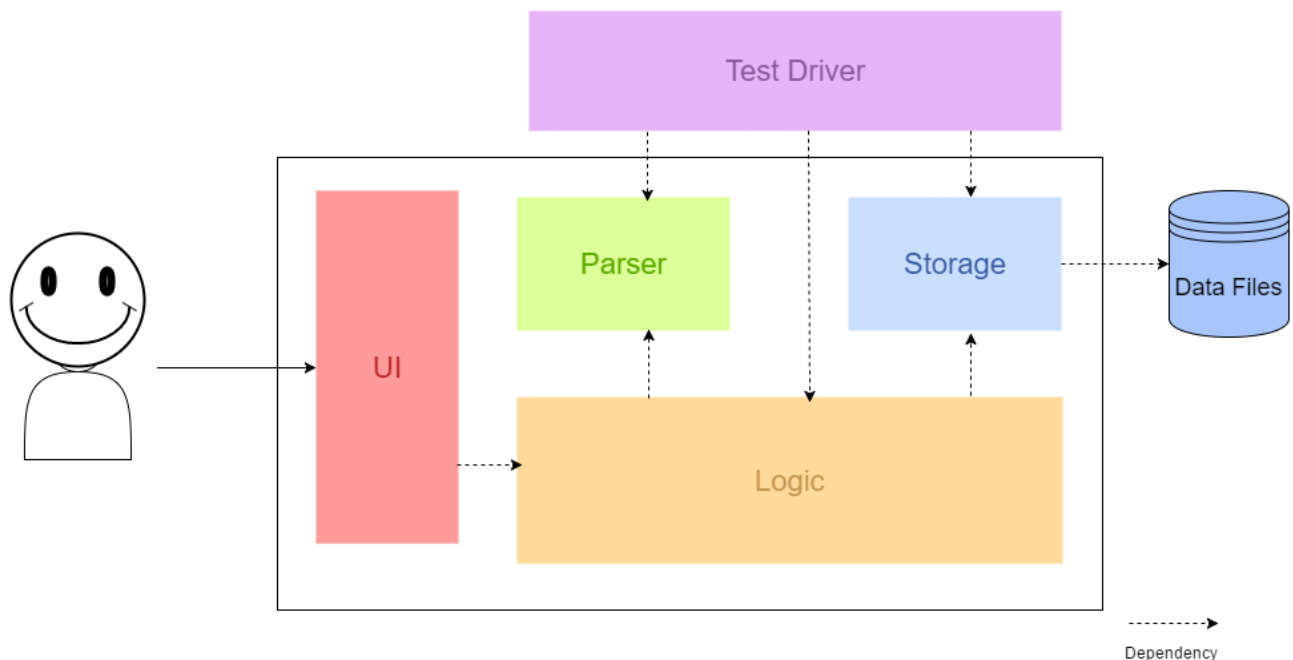 Test Driver
Parser
Storage
Data Files
UI
Logic
Dependency